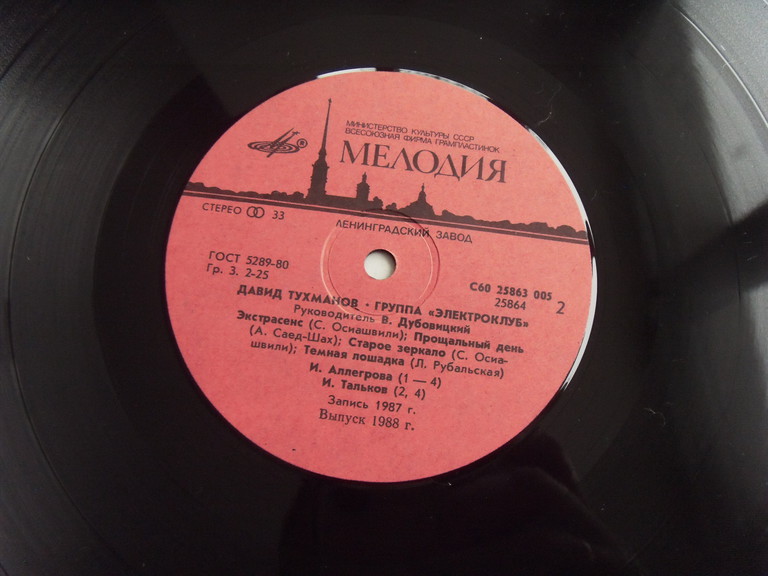 МИНИСТЕРСТВО КУЛЬТУРЫ СССР
ВСЕСОЮЗНАЯ ФИРМА ГРАМПЛАСТИНОК
МЕЛОДИЯ
®
СТЕРЕО 33
ЛЕНИНГРАДСКИЙ ЗАВОД
ГОСТ 5289-80
Гр. 3. 2-25
С60 25863 005
25864 2
ДАВИД ТУХМАНОВ · ГРУППА «ЭЛЕКТРОКЛУБ»
Руководитель В. Дубовицкий
Экстрасенс (С. Осиашвили); Прощальный день
(А. Саед-Шах); Старое зеркало (С. Осиа-
швили); Темная лошадка (Л. Рубальская)
И. Аллегрова (1 — 4)
И. Тальков (2, 4)
Запись 1987 г.
Выпуск 1988 г.